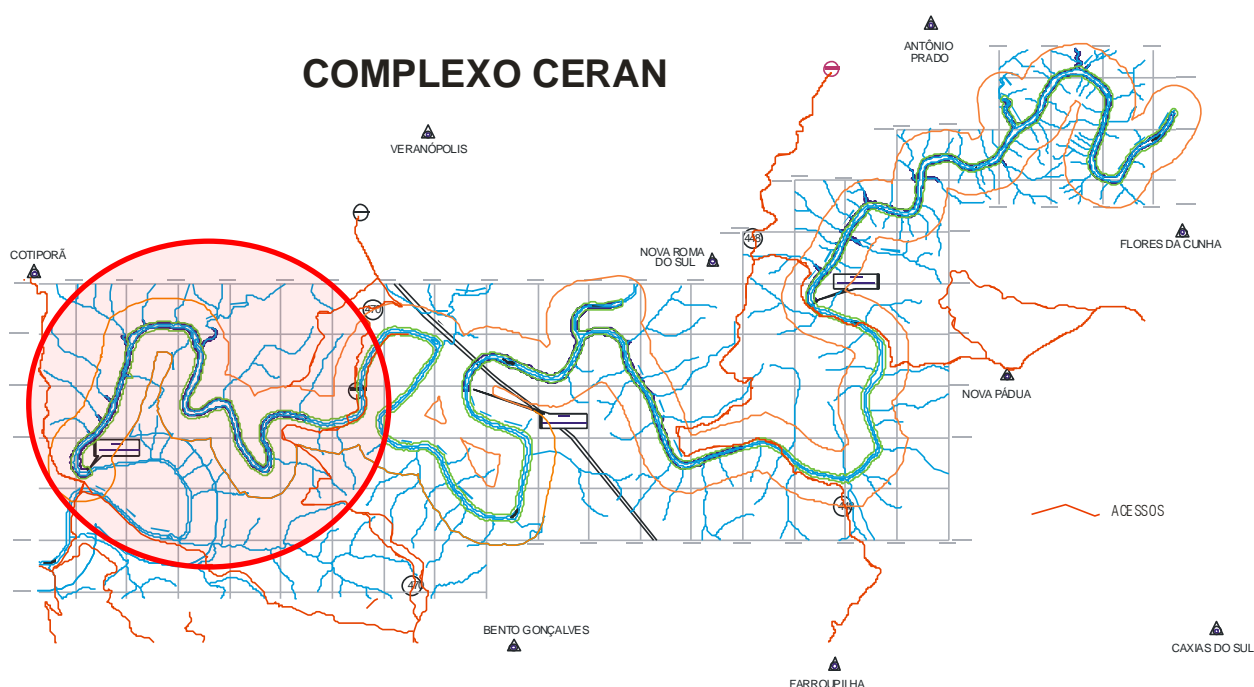 ANTÔNIO
PRADO
COMPLEXO CERAN
VERANÓPOLIS
448
NOVA ROMA
DO SUL
FLORES DA CUNHA
COTIPORÃ
470
NOVA PÁDUA
448
ACESSOS
470
BENTO GONÇALVES
CAXIAS DO SUL
FARROUPILHA